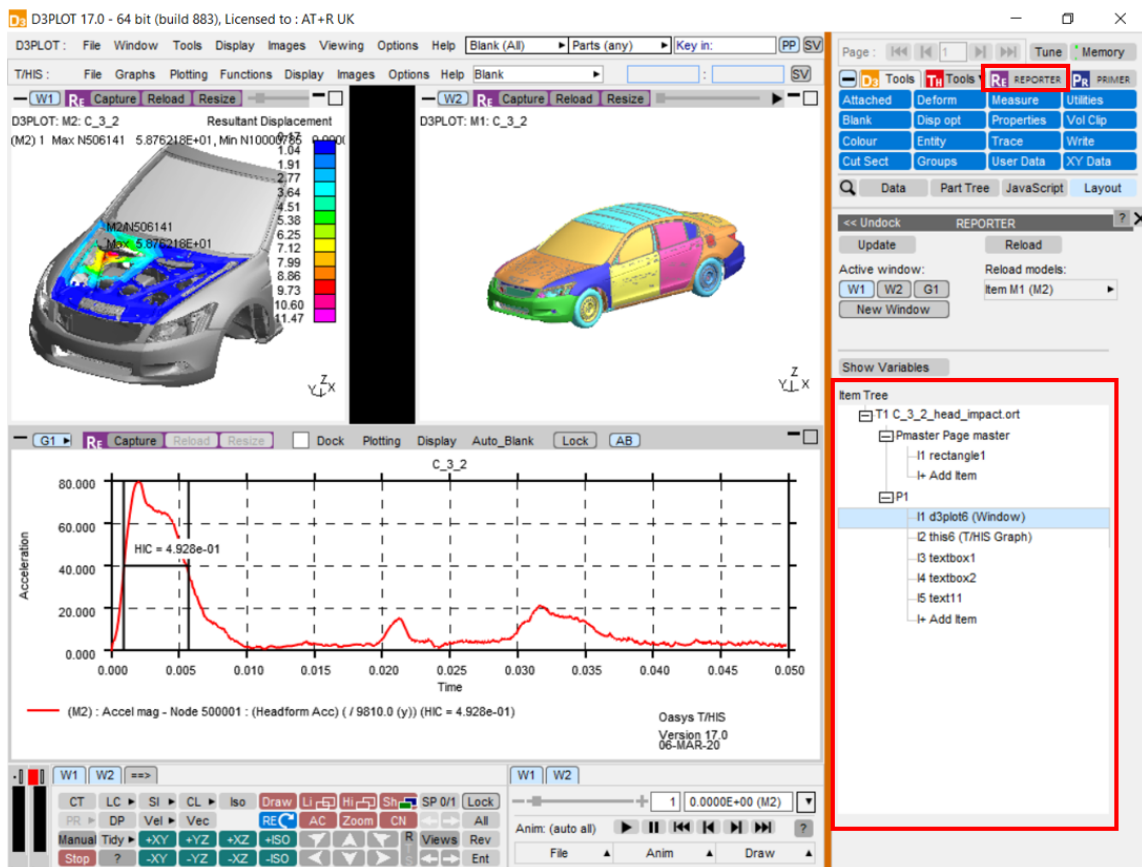 D3PLOT 17.0 - 64 bit (build 883), Licensed to : AT+R UK
D3PLOT : File Window Tools Display Images Viewing Options Help Blank (All) Parts (any) Key in: PP SV
T/HIS : File Graphs Plotting Functions Display Images Options Help Blank : SV
W1 RE Capture Reload Resize
D3PLOT: M2: C_3_2 Resultant Displacement
(M2) 1 Max N506141 5.876218E+01, Min N10000785 0.0000
0.17
1.04
1.91
2.77
3.64
4.51
5.38
6.25
7.12
7.99
8.86
9.73
10.60
11.47
M2/N506141
Max 5.876218E+01
Z
Y X
W2 RE Capture Reload Resize
D3PLOT: M1: C_3_2
Z
Y X
G1 RE Capture Reload Resize Dock Plotting Display Auto_Blank Lock AB
C_3_2
80.000
60.000
40.000
20.000
0.000
Acceleration
HIC = 4.928e-01
0.000 0.005 0.010 0.015 0.020 0.025 0.030 0.035 0.040 0.045 0.050
Time
(M2) : Accel mag - Node 500001 : (Headform Acc) ( / 9810.0 (y)) (HIC = 4.928e-01)
Oasys T/HIS
Version 17.0
06-MAR-20
W1 W2 ==>
CT LC SI CL Iso Draw Li Hi Sh SP 0/1 Lock
PR DP Vel Vec RE AC Zoom CN All
Manual Tidy +XY +YZ +XZ +ISO R Views Rev
Stop ? -XY -YZ -XZ -ISO T S Ent
W1 W2
1 0.0000E+00 (M2)
Anim: (auto all) ?
File Anim Draw
Page : 1 Tune Memory
D3 Tools TH Tools RE REPORTER PR PRIMER
Attached Deform Measure Utilities
Blank Disp opt Properties Vol Clip
Colour Entity Trace Write
Cut Sect Groups User Data XY Data
Data Part Tree JavaScript Layout
<< Undock REPORTER ? X
Update Reload
Active window: Reload models:
W1 W2 G1 Item M1 (M2)
New Window
Show Variables
Item Tree
T1 C_3_2_head_impact.ort
Pmaster Page master
I1 rectangle1
I+ Add Item
P1
I1 d3plot6 (Window)
I2 this6 (T/HIS Graph)
I3 textbox1
I4 textbox2
I5 text11
I+ Add Item